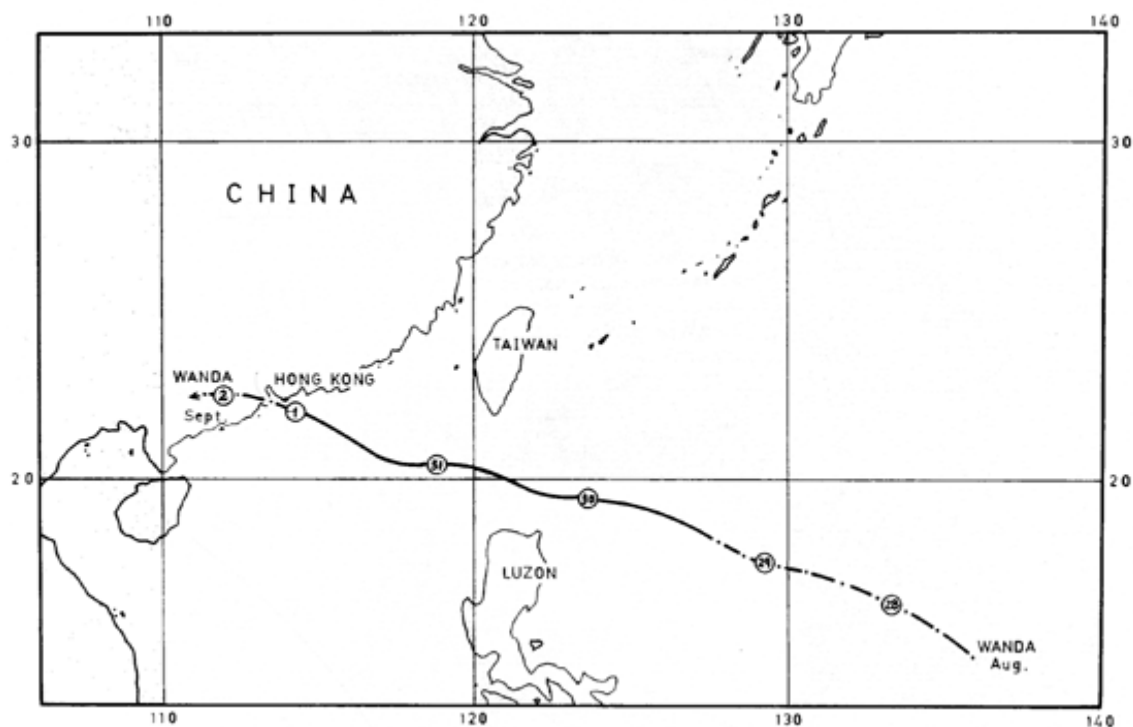 110 120 130 140
30 30
CHINA
TAIWAN
WANDA HONG KONG
2
Sept. 1
31
20 20
30
LUZON 29
28
WANDA
Aug.
110 120 130 140